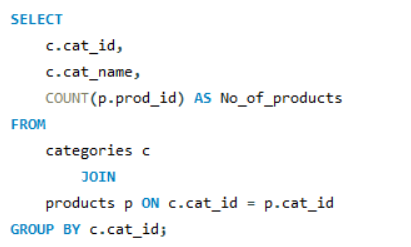 SELECT
c.cat_id,
c.cat_name,
COUNT(p.prod_id) AS No_of_products
FROM
categories c
JOIN
products p ON c.cat_id = p.cat_id
GROUP BY c.cat_id;